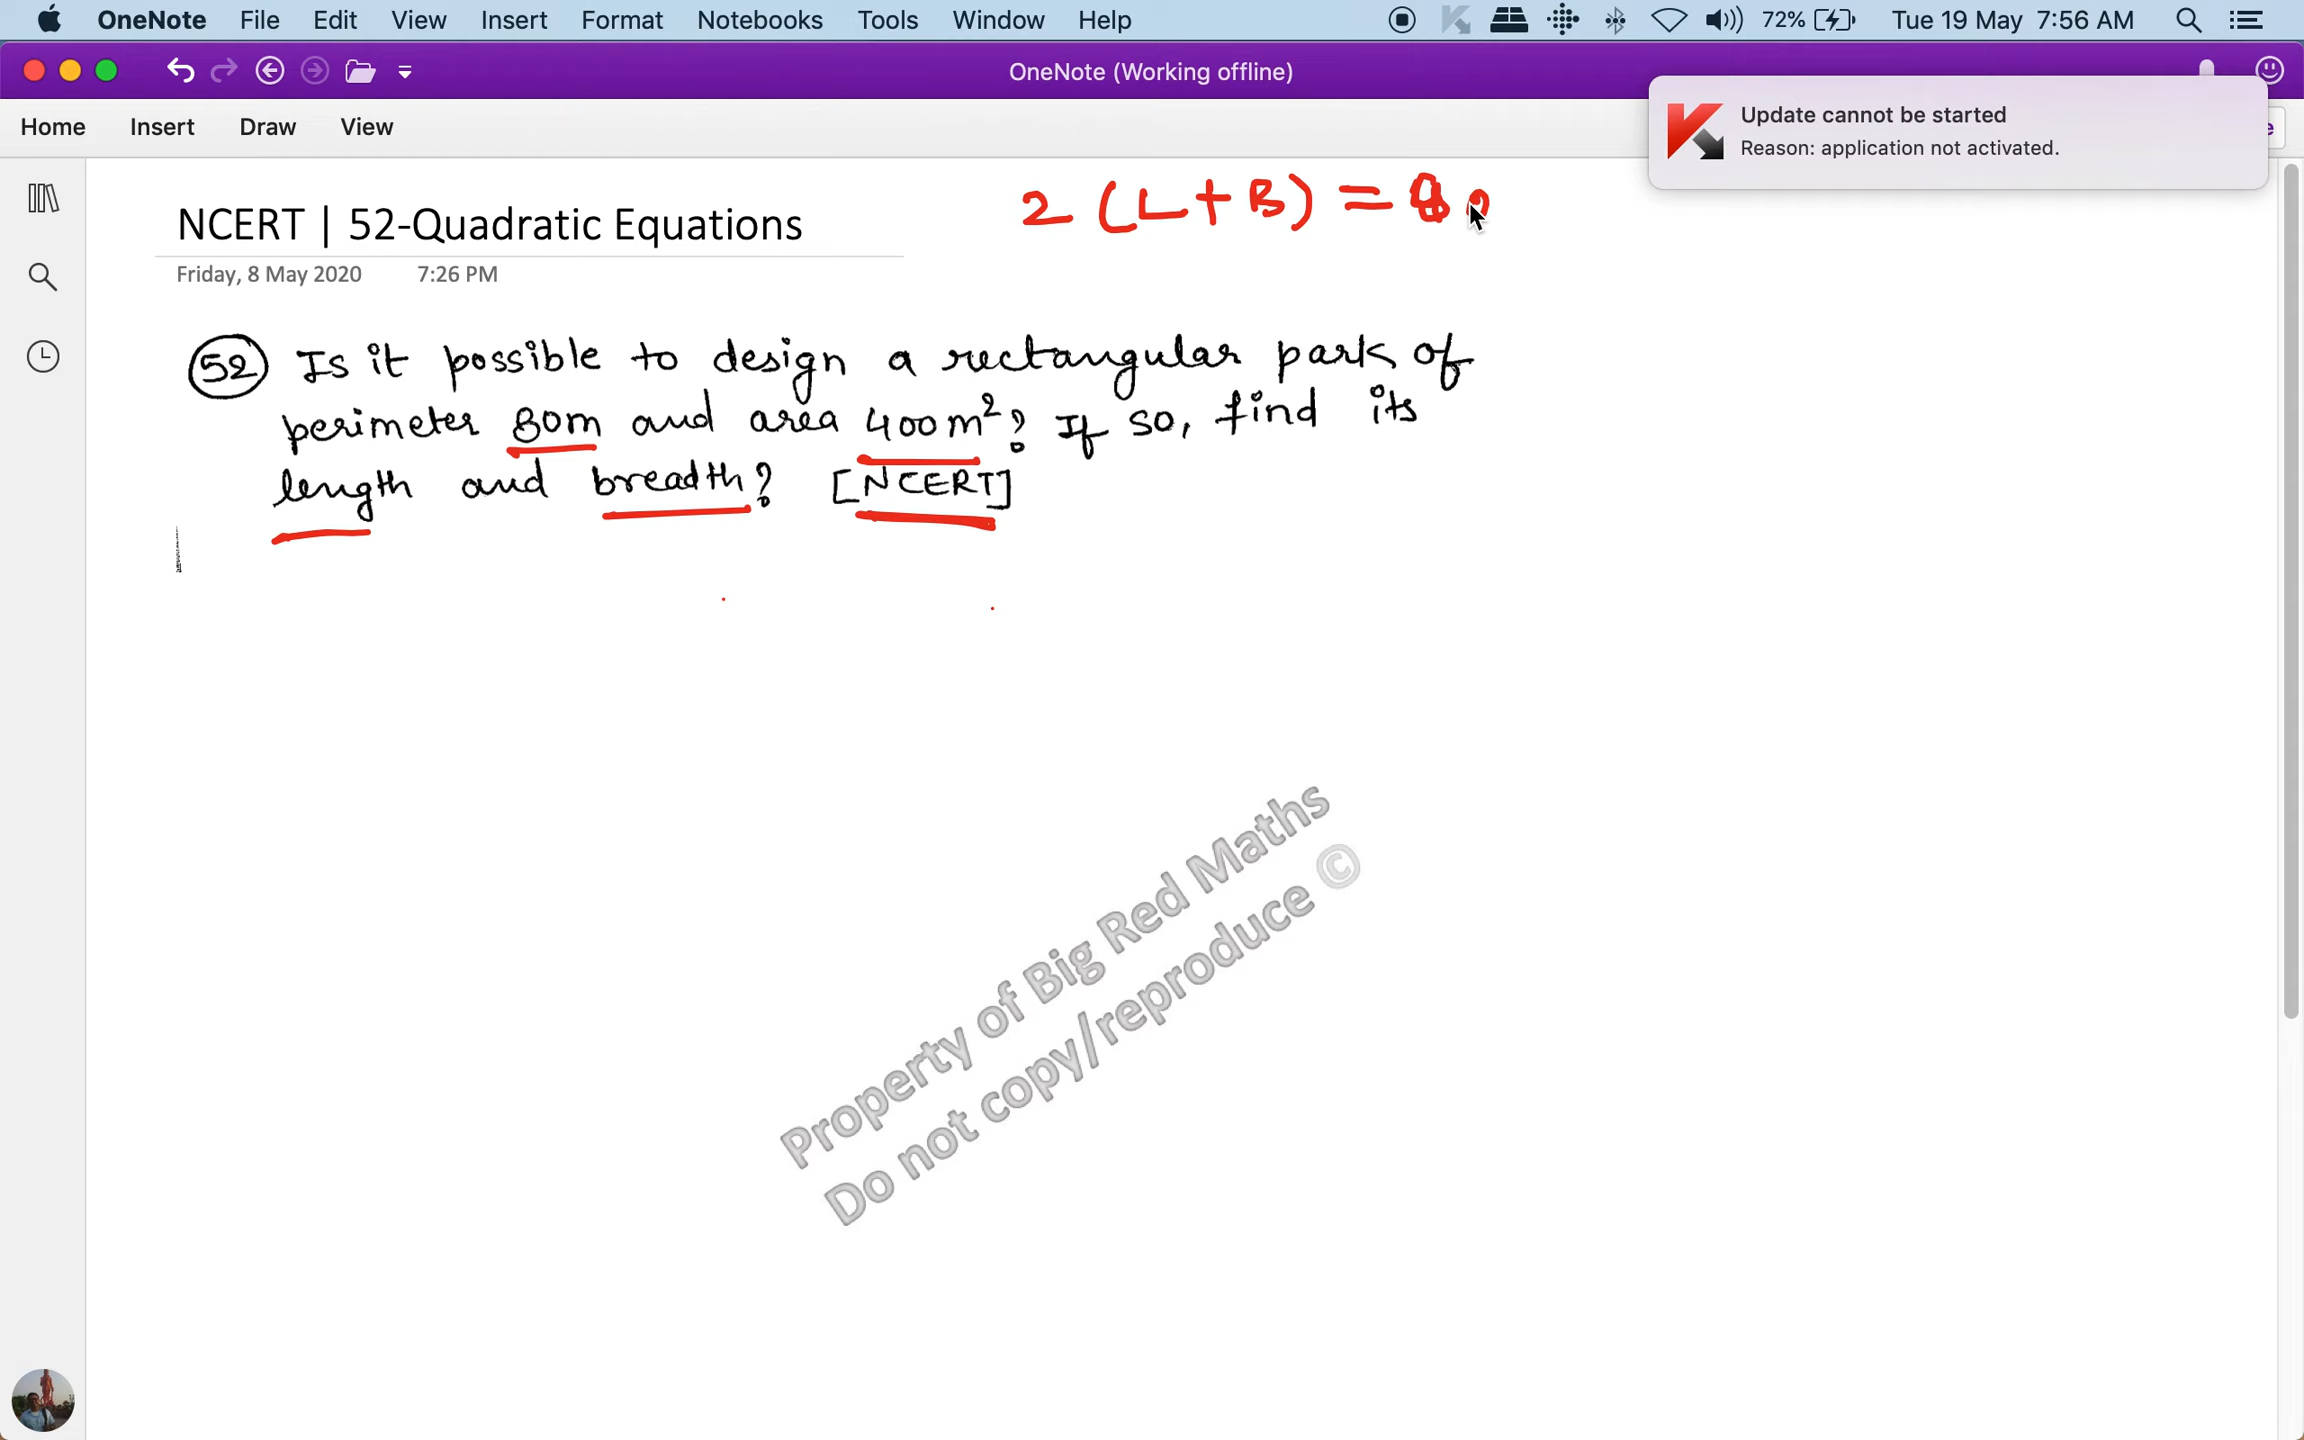 OneNote File Edit View Insert Format Notebooks Tools Window Help 72% Tue 19 May 7:56 AM
OneNote (Working offline)
Home Insert Draw View
Update cannot be started
Reason: application not activated.
2 (L+B) = 80
NCERT | 52-Quadratic Equations
Friday, 8 May 2020 7:26 PM
52 Is it possible to design a rectangular park of
perimeter 80m and area 400m²? If so, find its
length and breadth? [NCERT]
Property of Big Red Maths
Do not copy/reproduce ©